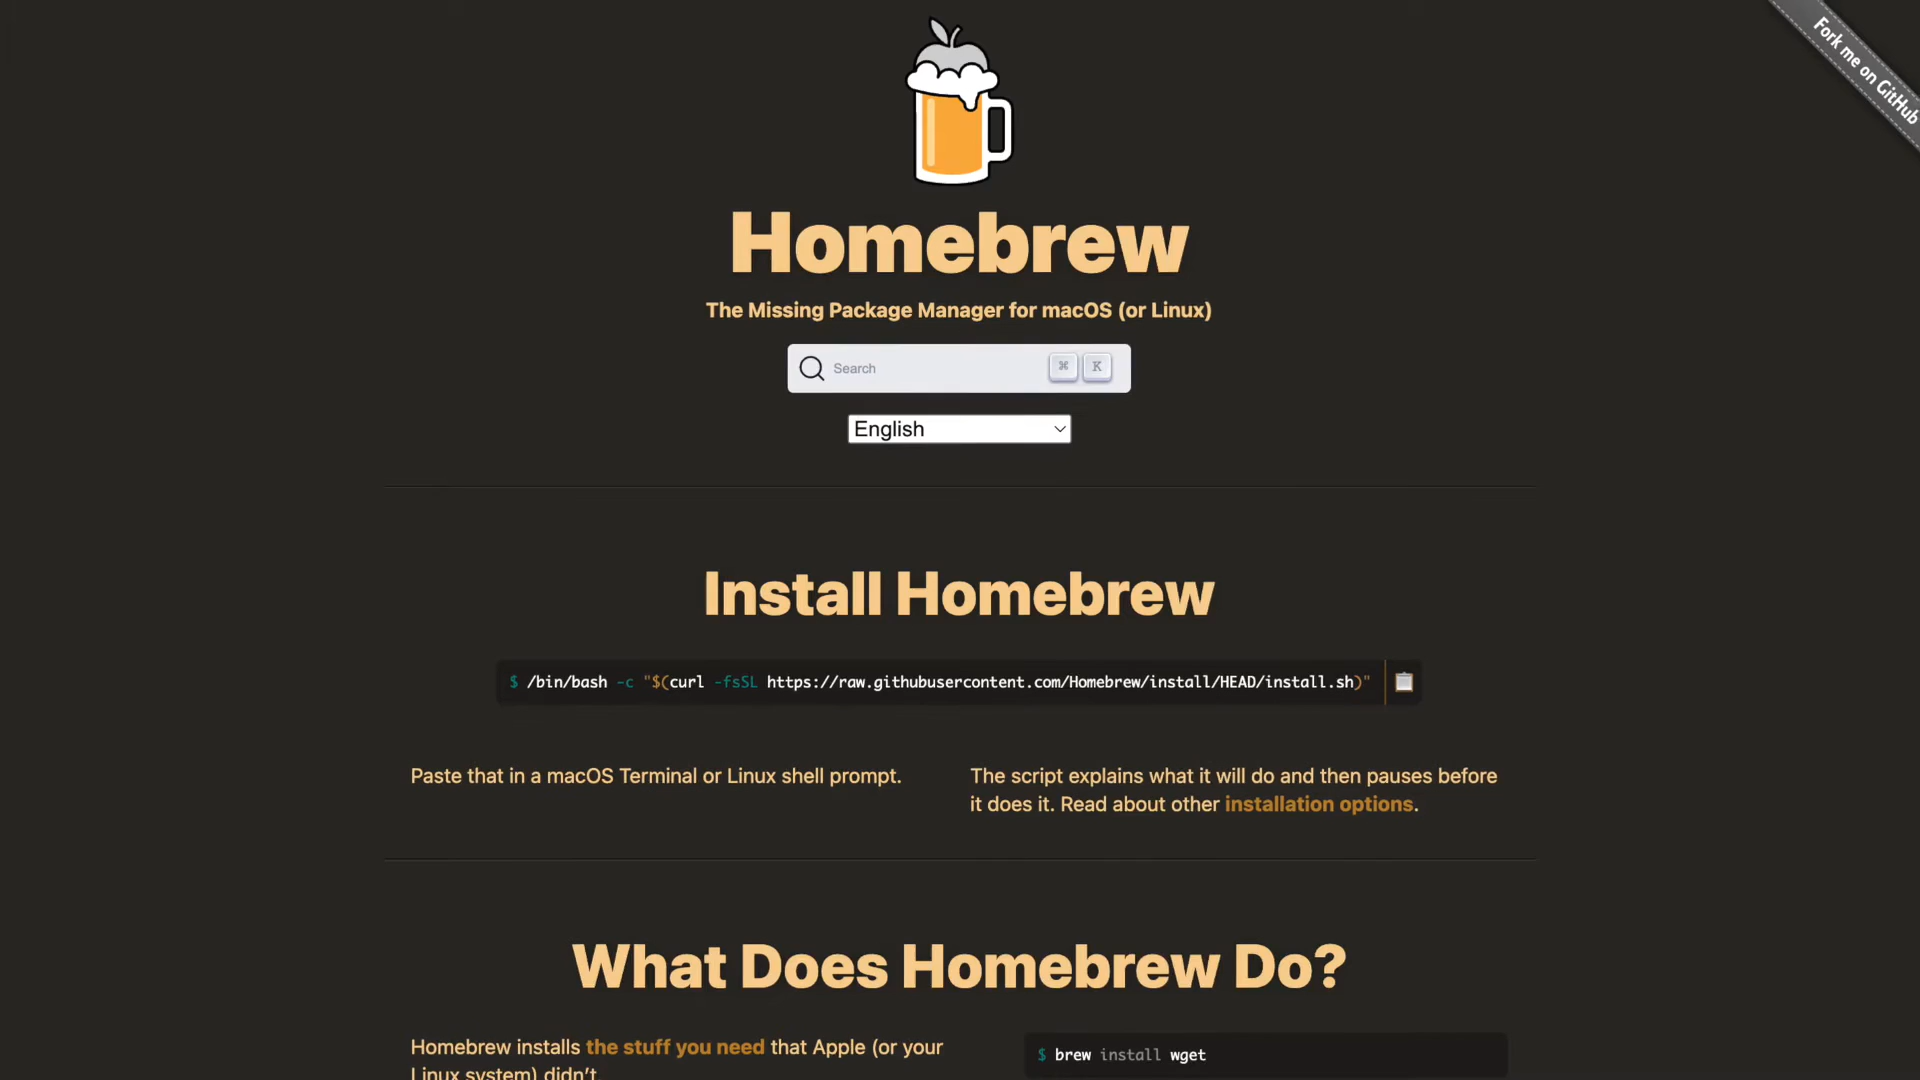 Fork me on GitHub
Homebrew
The Missing Package Manager for macOS (or Linux)
Search ⌘ K
English
Install Homebrew
$ /bin/bash -c "$(curl -fsSL https://raw.githubusercontent.com/Homebrew/install/HEAD/install.sh)"
Paste that in a macOS Terminal or Linux shell prompt.
The script explains what it will do and then pauses before
it does it. Read about other installation options.
What Does Homebrew Do?
Homebrew installs the stuff you need that Apple (or your
Linux system) didn’t.
$ brew install wget